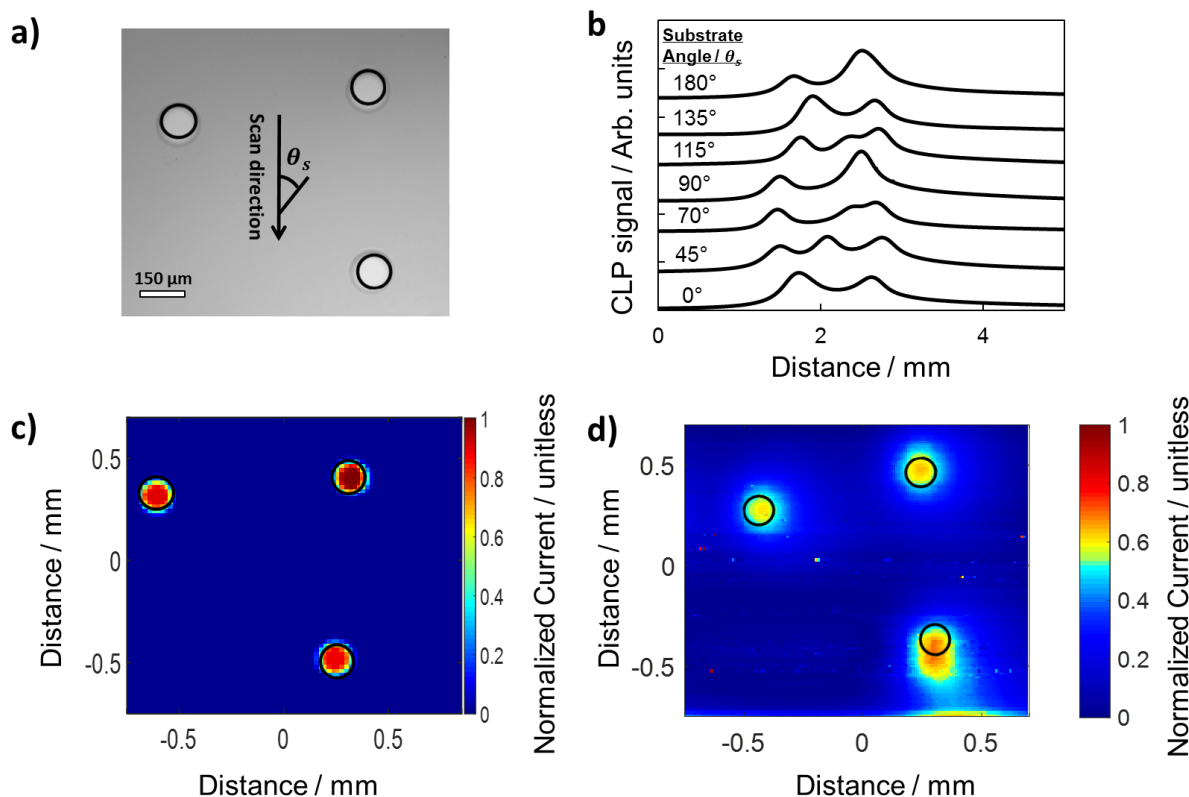 a)
Scan direction
θs
150 µm
b)
CLP signal / Arb. units
Substrate
Angle / θs
180°
135°
115°
90°
70°
45°
0°
0
2
4
Distance / mm
c)
Distance / mm
0.5
0
-0.5
-0.5
0
0.5
Distance / mm
1
0.8
0.6
0.4
0.2
0
Normalized Current / unitless
d)
Distance / mm
0.5
0
-0.5
-0.5
0
0.5
Distance / mm
1
0.8
0.6
0.4
0.2
0
Normalized Current / unitless